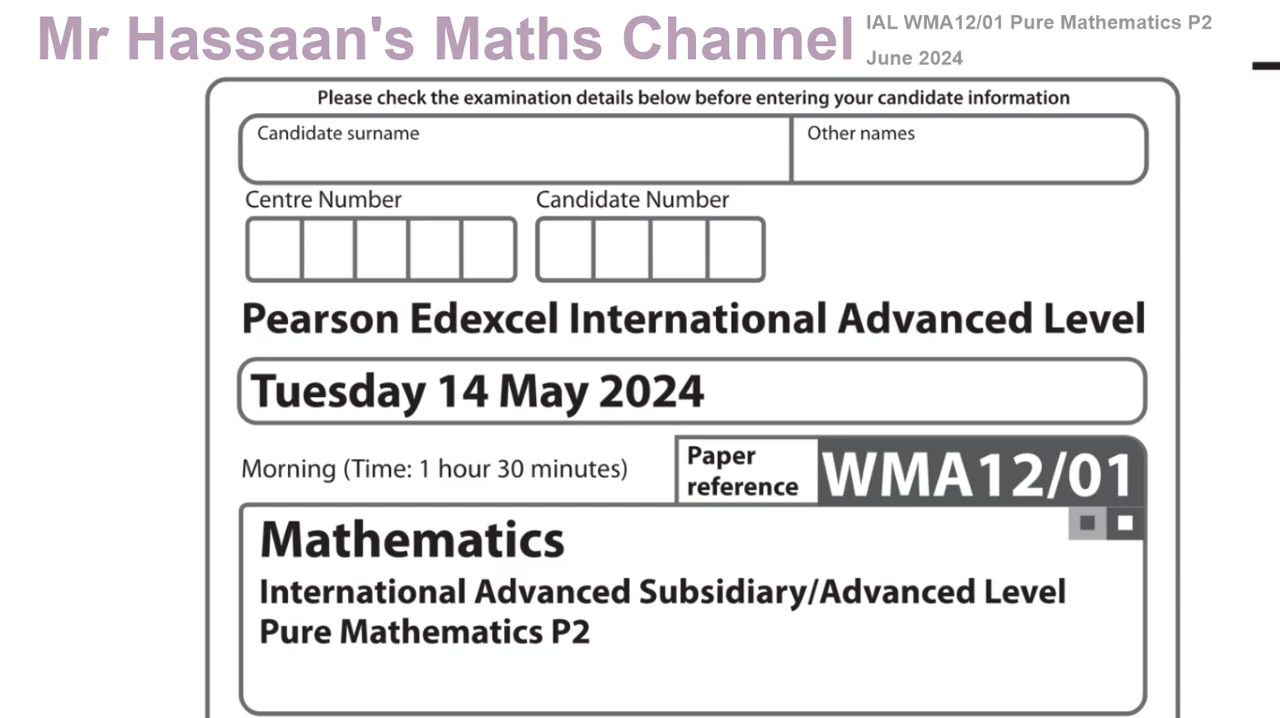 Mr Hassaan's Maths Channel
IAL WMA12/01 Pure Mathematics P2
June 2024
Please check the examination details below before entering your candidate information
Candidate surname
Other names
Centre Number
Candidate Number
Pearson Edexcel International Advanced Level
Tuesday 14 May 2024
Morning (Time: 1 hour 30 minutes)
Paper
reference
WMA12/01
Mathematics
International Advanced Subsidiary/Advanced Level
Pure Mathematics P2